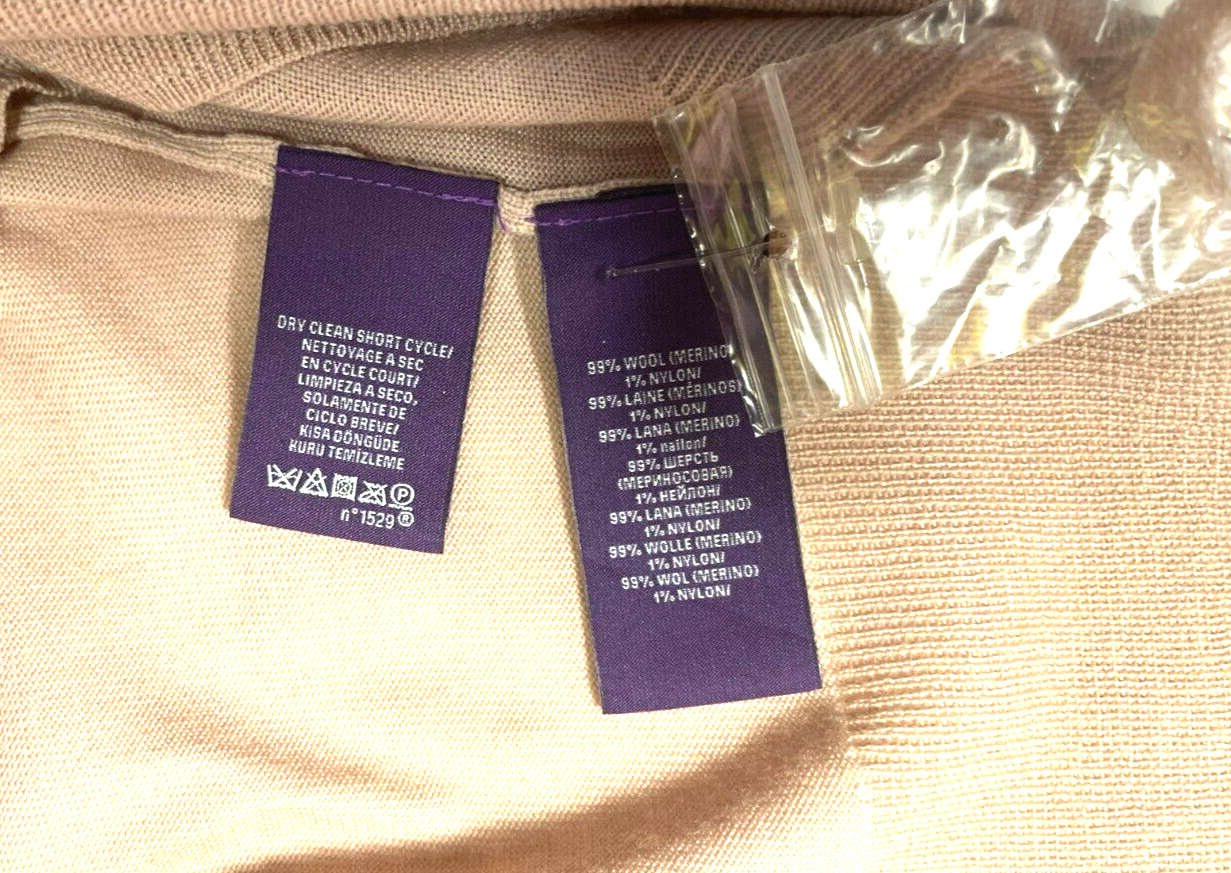 DRY CLEAN SHORT CYCLE/
NETTOYAGE A SEC
EN CYCLE COURT/
LIMPIEZA A SECO,
SOLAMENTE DE
CICLO BREVE/
KISA DÖNGÜDE
KURU TEMİZLEME
P
n°1529®
99% WOOL (MERINO)
1% NYLON/
99% LAINE (MÉRINOS)
1% NYLON/
99% LANA (MERINO)
1% nailon/
99% ШЕРСТЬ
(МЕРИНОСОВАЯ)
1% НЕЙЛОН/
99% LANA (MERINO)
1% NYLON/
99% WOLLE (MERINO)
1% NYLON/
99% WOL (MERINO)
1% NYLON/